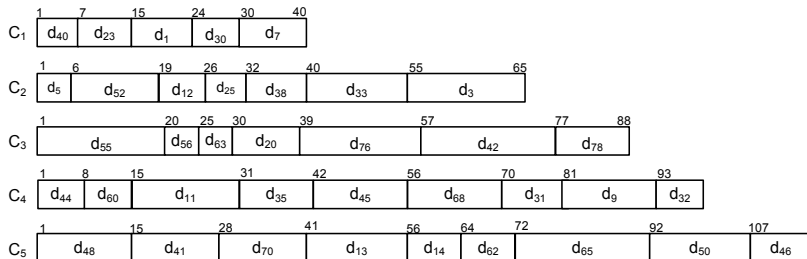 1 7 15 24 30 40
C₁ d₄₀ d₂₃ d₁ d₃₀ d₇
1 6 19 26 32 40 55 65
C₂ d₅ d₅₂ d₁₂ d₂₅ d₃₈ d₃₃ d₃
1 20 25 30 39 57 77 88
C₃ d₅₅ d₅₆ d₆₃ d₂₀ d₇₆ d₄₂ d₇₈
1 8 15 31 42 56 70 81 93
C₄ d₄₄ d₆₀ d₁₁ d₃₅ d₄₅ d₆₈ d₃₁ d₉ d₃₂
1 15 28 41 56 64 72 92 107
C₅ d₄₈ d₄₁ d₇₀ d₁₃ d₁₄ d₆₂ d₆₅ d₅₀ d₄₆